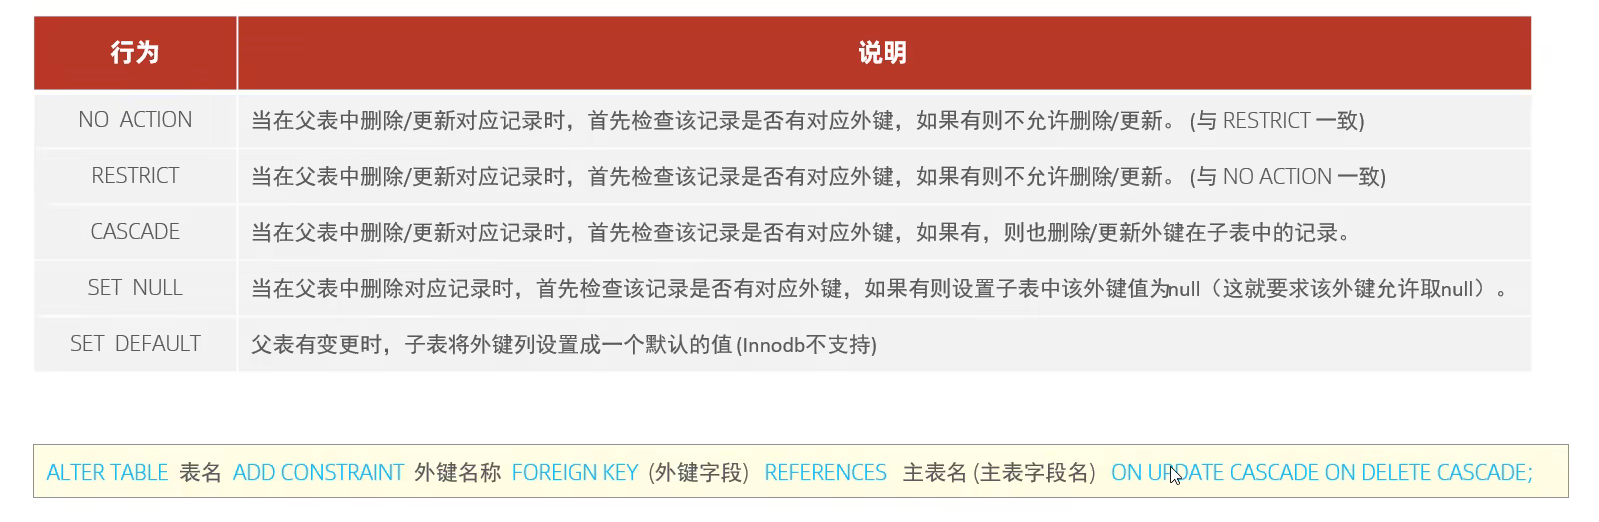 行为 说明
NO ACTION 当在父表中删除/更新对应记录时，首先检查该记录是否有对应外键，如果有则不允许删除/更新。 (与 RESTRICT 一致)
RESTRICT 当在父表中删除/更新对应记录时，首先检查该记录是否有对应外键，如果有则不允许删除/更新。 (与 NO ACTION 一致)
CASCADE 当在父表中删除/更新对应记录时，首先检查该记录是否有对应外键，如果有，则也删除/更新外键在子表中的记录。
SET NULL 当在父表中删除对应记录时，首先检查该记录是否有对应外键，如果有则设置子表中该外键值为null（这就要求该外键允许取null）。
SET DEFAULT 父表有变更时，子表将外键列设置成一个默认的值 (Innodb不支持)
ALTER TABLE 表名 ADD CONSTRAINT 外键名称 FOREIGN KEY (外键字段) REFERENCES 主表名 (主表字段名) ON UPDATE CASCADE ON DELETE CASCADE;